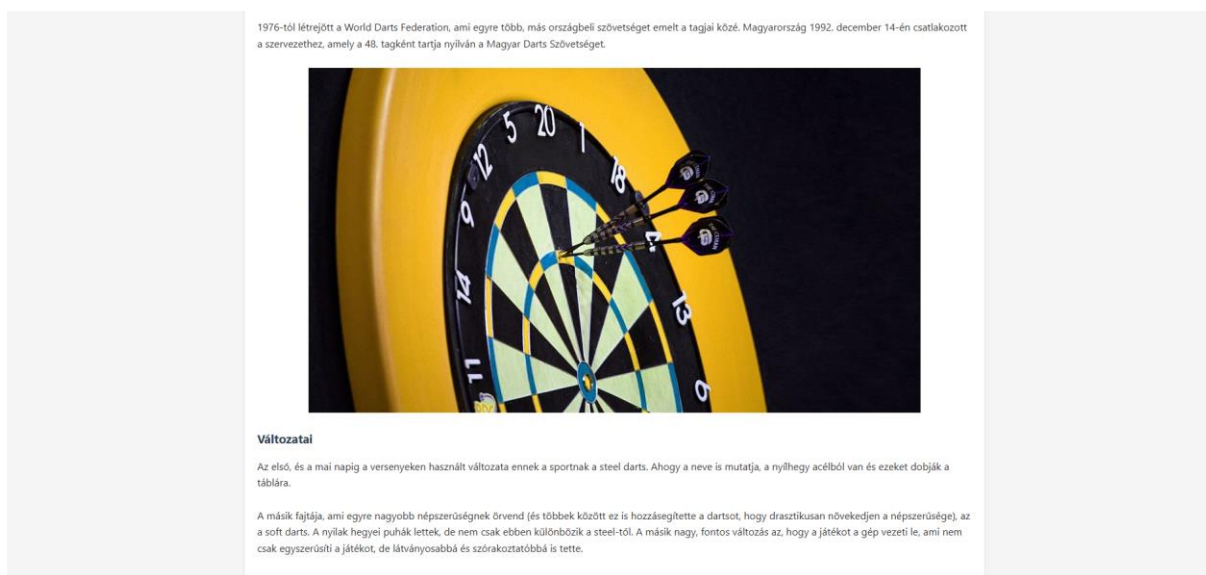 1976-tól létrejött a World Darts Federation, ami egyre több, más országbeli szövetséget emelt a tagjai közé. Magyarország 1992. december 14-én csatlakozott
a szervezethez, amely a 48. tagként tartja nyilván a Magyar Darts Szövetséget.
5 20 1
12 18
9 4
14 13
11 6
Változatai
Az első, és a mai napig a versenyeken használt változata ennek a sportnak a steel darts. Ahogy a neve is mutatja, a nyílhegy acélból van és ezeket dobják a
táblára.
A másik fajtája, ami egyre nagyobb népszerűségnek örvend (és többek között ez is hozzásegítette a dartsot, hogy drasztikusan növekedjen a népszerűsége), az
a soft darts. A nyilak hegyei puhák lettek, de nem csak ebben különbözik a steel-től. A másik nagy, fontos változás az, hogy a játékot a gép vezeti le, ami nem
csak egyszerűsíti a játékot, de látványosabbá és szórakoztatóbbá is tette.